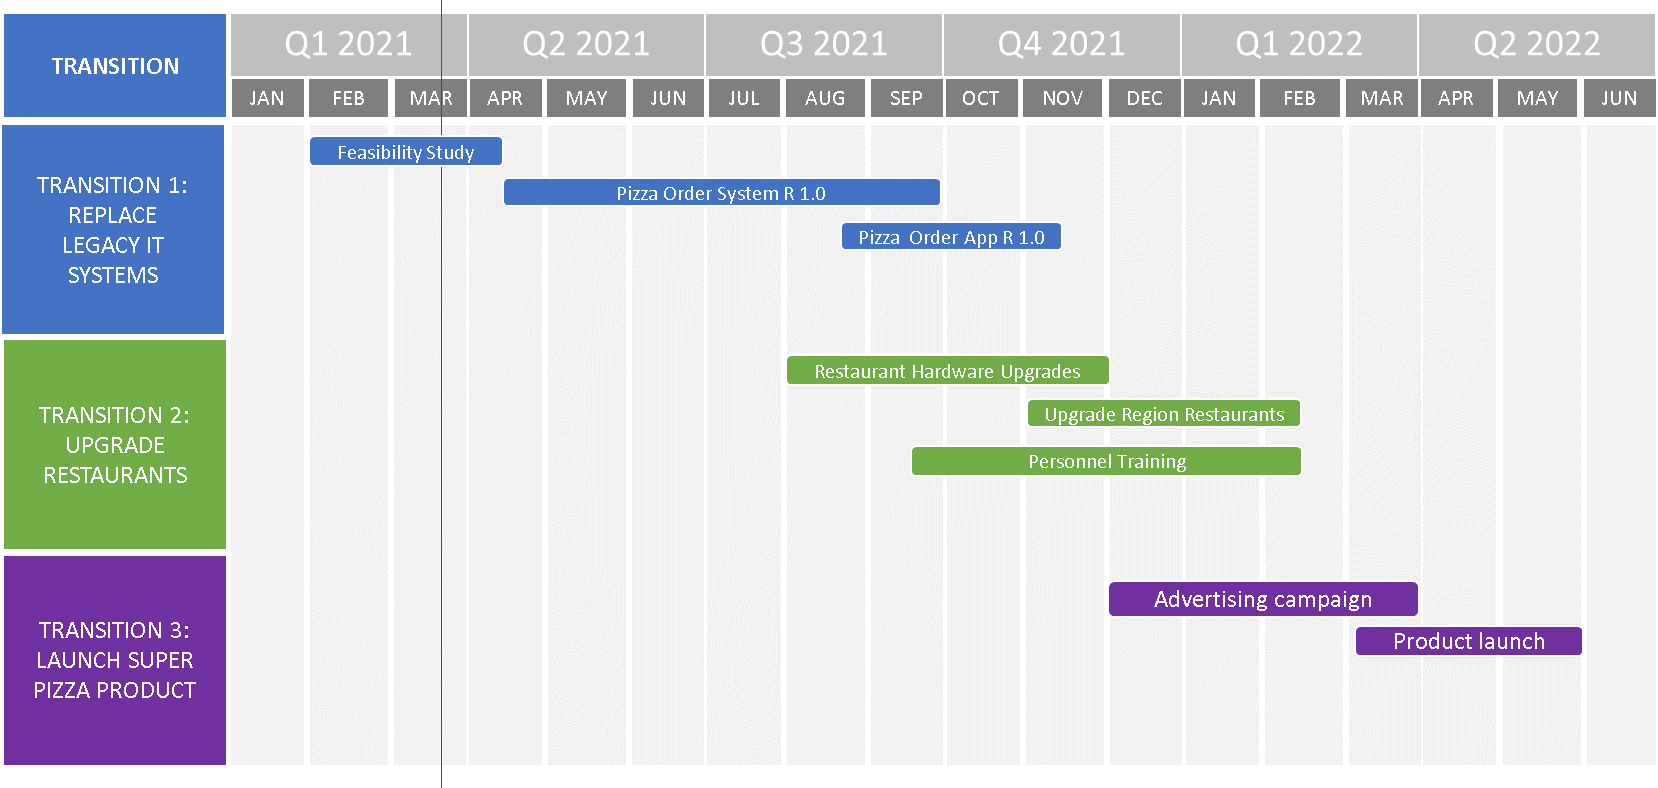 TRANSITION
Q1 2021
Q2 2021
Q3 2021
Q4 2021
Q1 2022
Q2 2022
JAN
FEB
MAR
APR
MAY
JUN
JUL
AUG
SEP
OCT
NOV
DEC
JAN
FEB
MAR
APR
MAY
JUN
TRANSITION 1:
REPLACE
LEGACY IT
SYSTEMS
Feasibility Study
Pizza Order System R 1.0
Pizza Order App R 1.0
TRANSITION 2:
UPGRADE
RESTAURANTS
Restaurant Hardware Upgrades
Upgrade Region Restaurants
Personnel Training
TRANSITION 3:
LAUNCH SUPER
PIZZA PRODUCT
Advertising campaign
Product launch